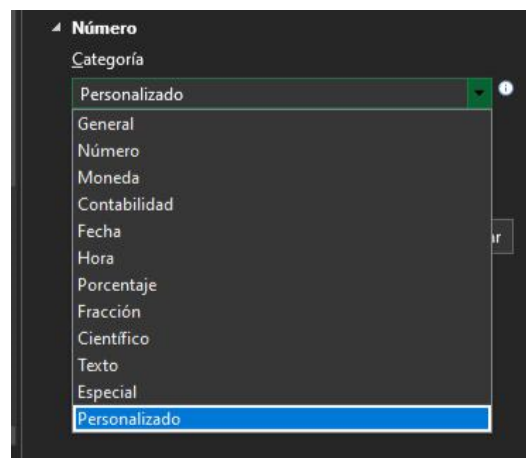 Número
Categoría
Personalizado
General
Número
Moneda
Contabilidad
Fecha
Hora
Porcentaje
Fracción
Científico
Texto
Especial
Personalizado